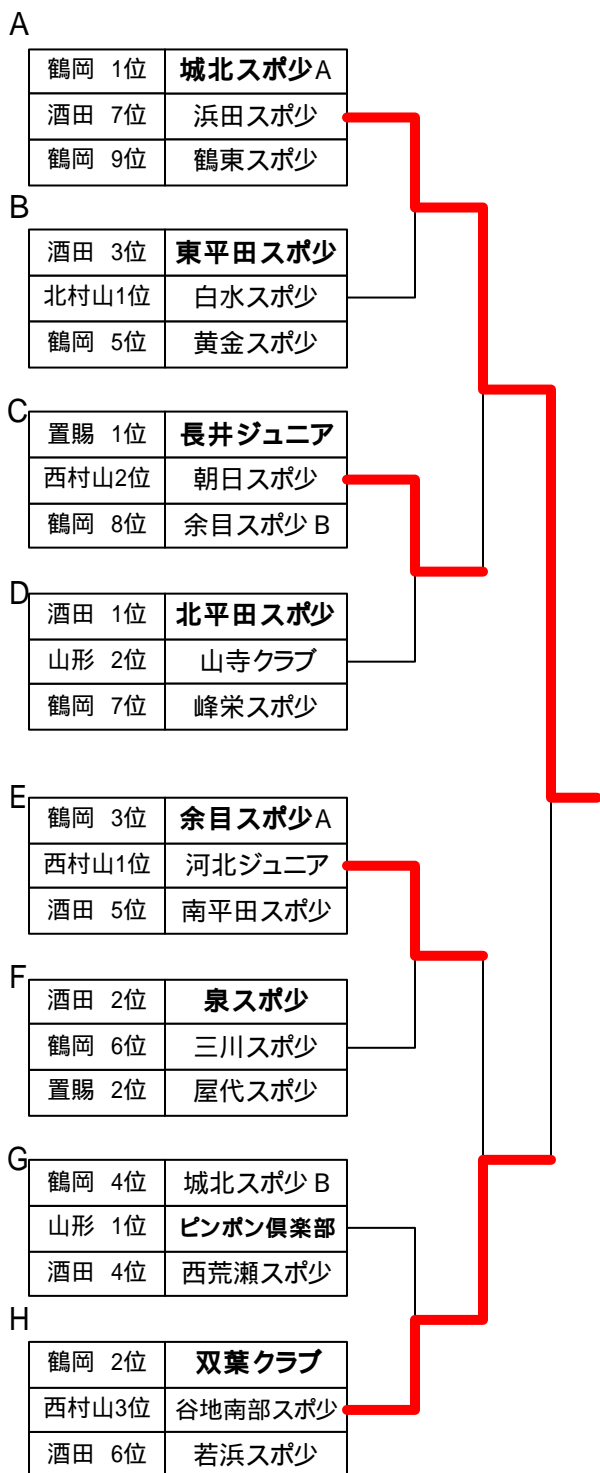 A
鶴岡 1位 城北スポ少A
酒田 7位 浜田スポ少
鶴岡 9位 鶴東スポ少
B
酒田 3位 東平田スポ少
北村山1位 白水スポ少
鶴岡 5位 黄金スポ少
C
置賜 1位 長井ジュニア
西村山2位 朝日スポ少
鶴岡 8位 余目スポ少 B
D
酒田 1位 北平田スポ少
山形 2位 山寺クラブ
鶴岡 7位 峰栄スポ少
E
鶴岡 3位 余目スポ少A
西村山1位 河北ジュニア
酒田 5位 南平田スポ少
F
酒田 2位 泉スポ少
鶴岡 6位 三川スポ少
置賜 2位 屋代スポ少
G
鶴岡 4位 城北スポ少 B
山形 1位 ピンポン倶楽部
酒田 4位 西荒瀬スポ少
H
鶴岡 2位 双葉クラブ
西村山3位 谷地南部スポ少
酒田 6位 若浜スポ少